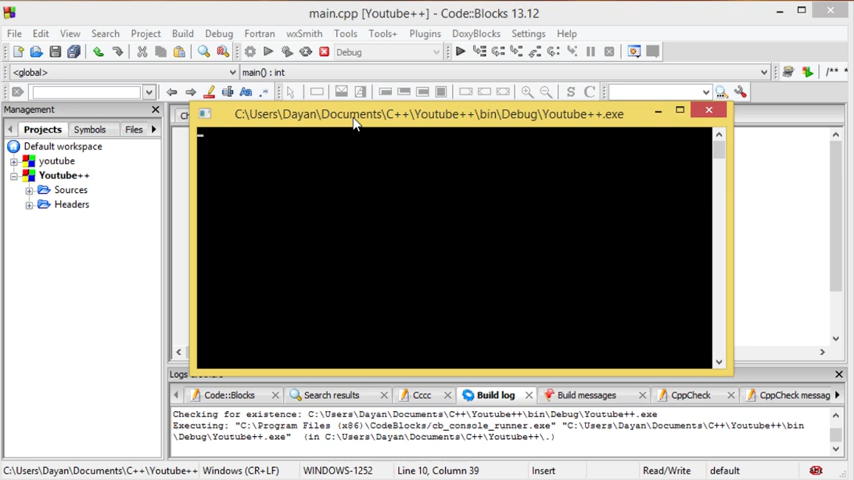 main.cpp [Youtube++] - Code::Blocks 13.12
File Edit View Search Project Build Debug Fortran wxSmith Tools Tools+ Plugins DoxyBlocks Settings Help
Debug
<global> main() : int /**
Management
Projects Symbols Files
Default workspace
youtube
Youtube++
Sources
Headers
C:\Users\Dayan\Documents\C++\Youtube++\bin\Debug\Youtube++.exe
Code::Blocks Search results Cccc Build log Build messages CppCheck CppCheck messag
Checking for existence: C:\Users\Dayan\Documents\C++\Youtube++\bin\Debug\Youtube++.exe
Executing: "C:\Program Files (x86)\CodeBlocks/cb_console_runner.exe" "C:\Users\Dayan\Documents\C++\Youtube++\bin
\Debug\Youtube++.exe" (in C:\Users\Dayan\Documents\C++\Youtube++\.)
C:\Users\Dayan\Documents\C++\Youtube++ Windows (CR+LF) WINDOWS-1252 Line 10, Column 39 Insert Read/Write default